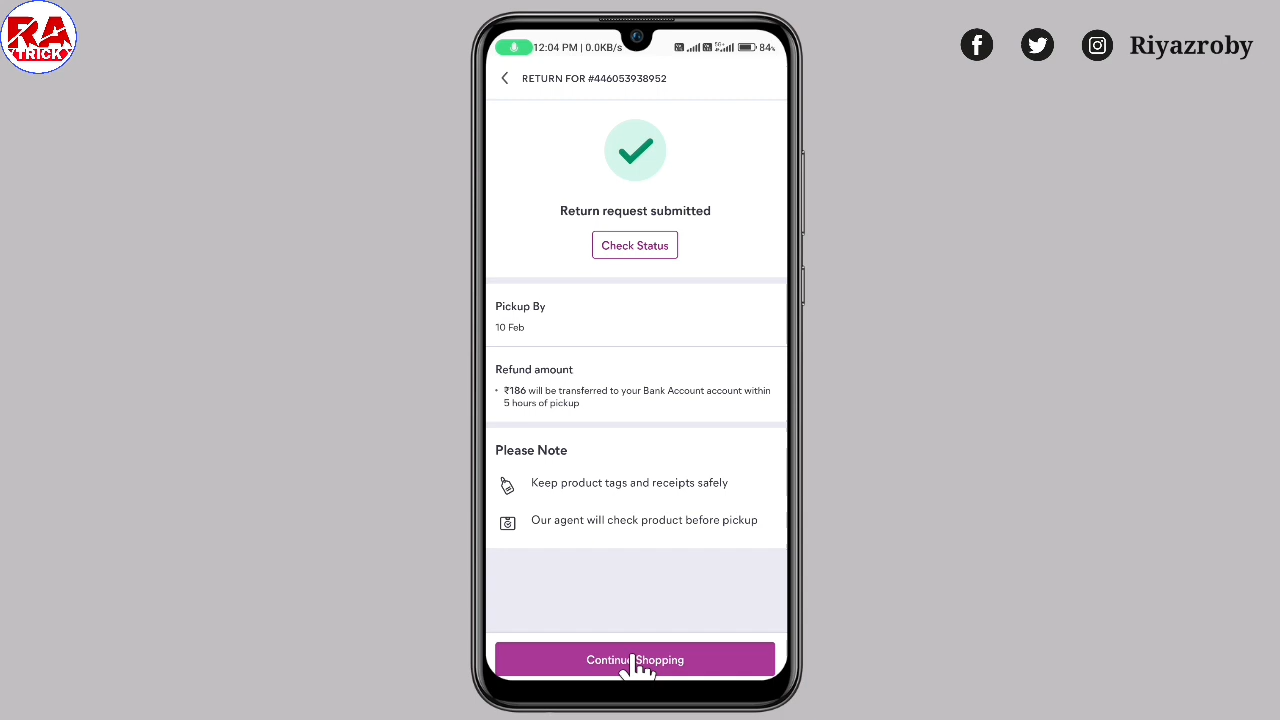 RA
TRICK
Riyazroby
12:04 PM | 0.0KB/s
84%
RETURN FOR #446053938952
Return request submitted
Check Status
Pickup By
10 Feb
Refund amount
• ₹186 will be transferred to your Bank Account account within
5 hours of pickup
Please Note
Keep product tags and receipts safely
Our agent will check product before pickup
Continue Shopping